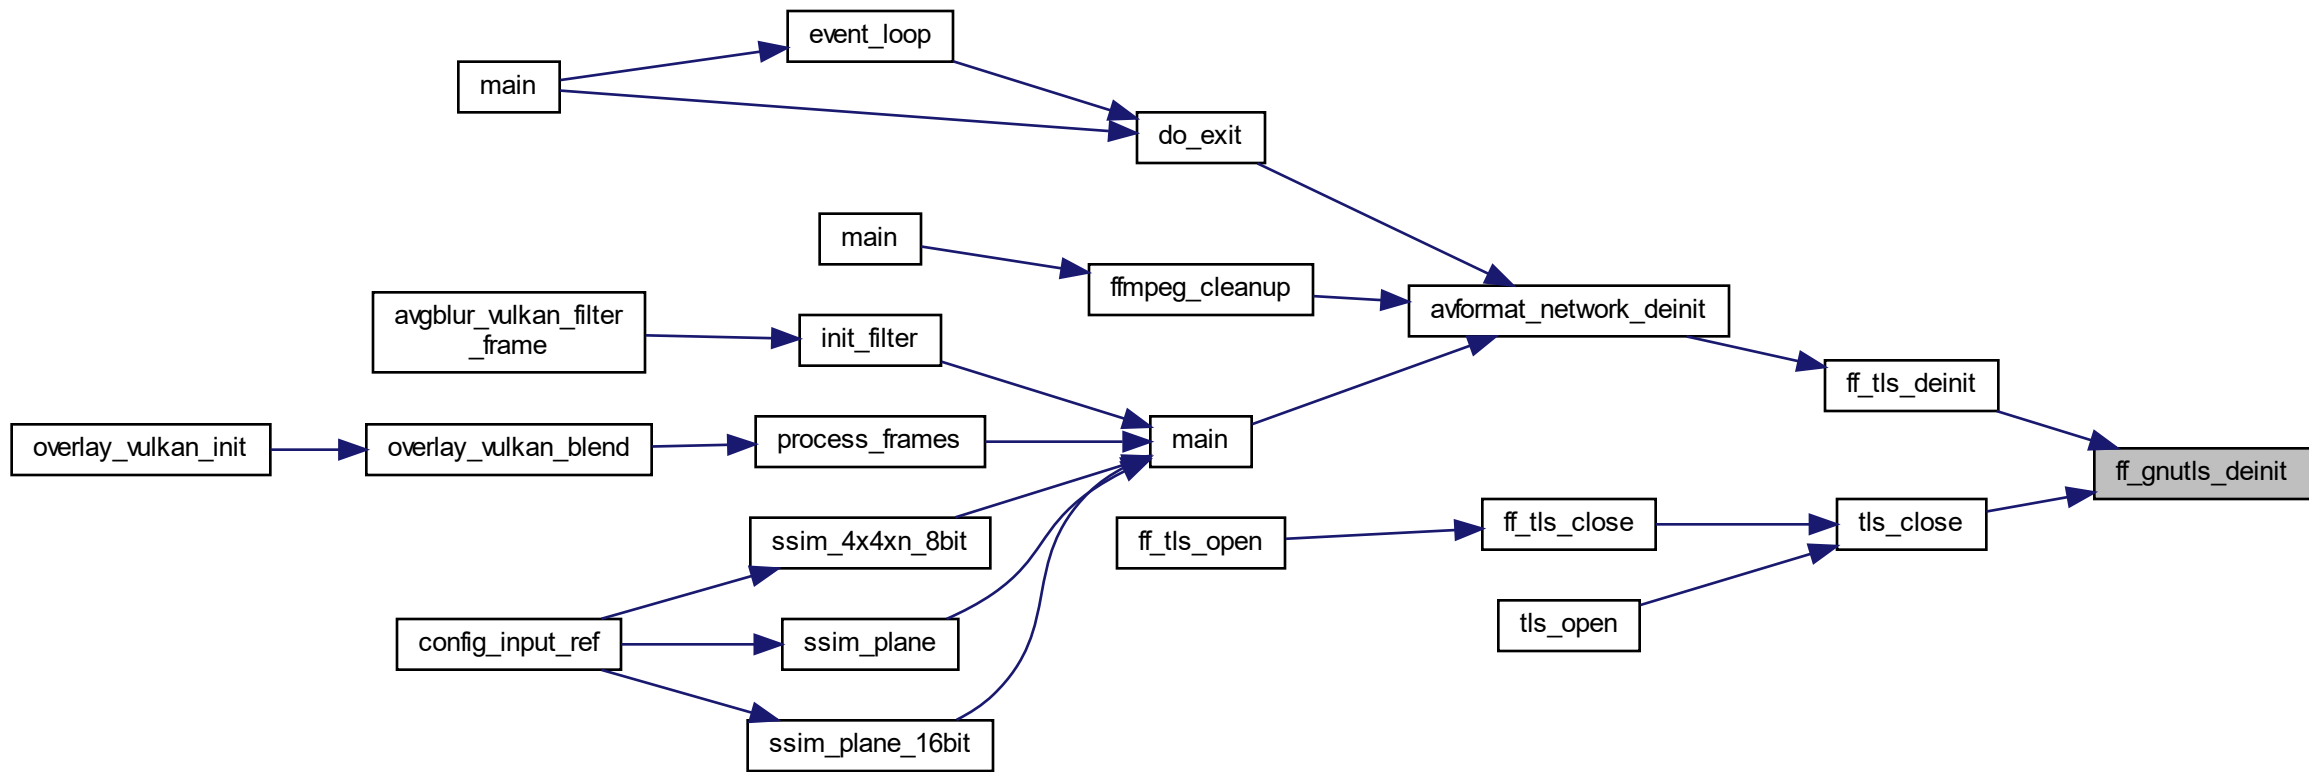 event_loop
main
do_exit
main
ffmpeg_cleanup
avformat_network_deinit
avgblur_vulkan_filter
_frame
init_filter
ff_tls_deinit
overlay_vulkan_init
overlay_vulkan_blend
process_frames
main
ff_gnutls_deinit
ssim_4x4xn_8bit
ff_tls_open
ff_tls_close
tls_close
config_input_ref
ssim_plane
tls_open
ssim_plane_16bit